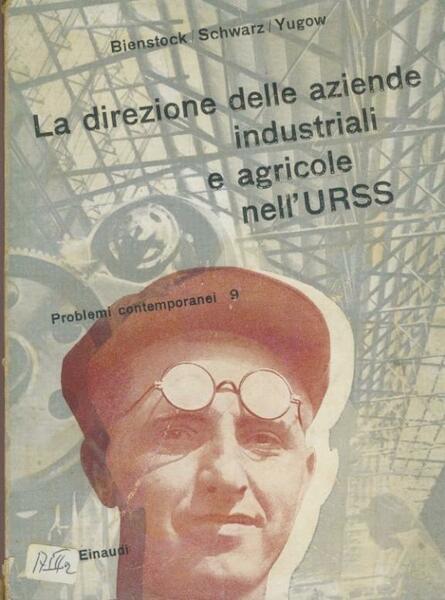 Bienstock / Schwarz / Yugow
La direzione delle aziende
industriali
e agricole
nell'URSS
Problemi contemporanei 9
Einaudi